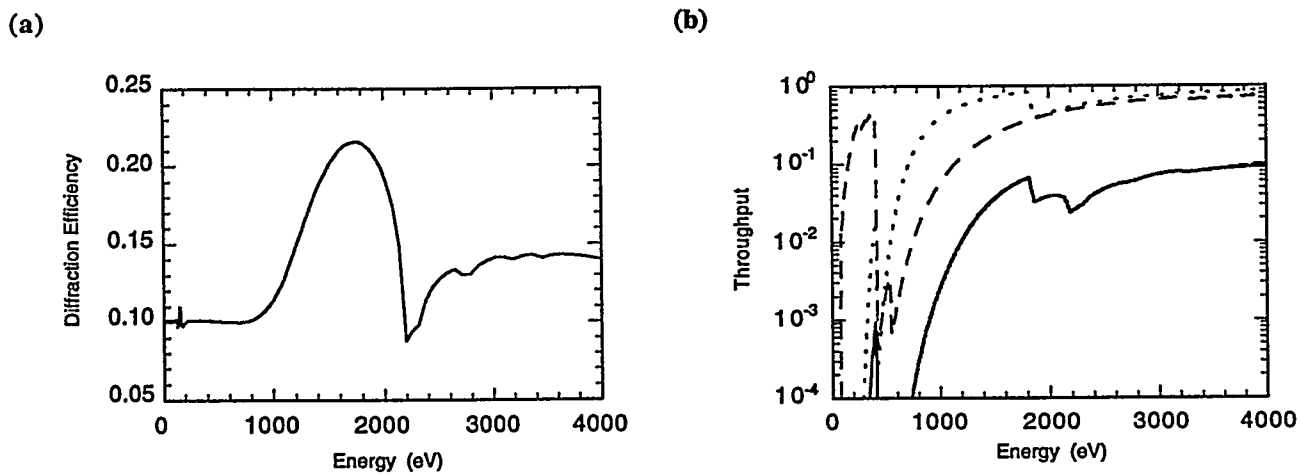 (a)
0.25
0.20
0.15
0.10
0.05
Diffraction Efficiency
0 1000 2000 3000 4000
Energy (eV)
(b)
10^0
10^-1
10^-2
10^-3
10^-4
Throughput
0 1000 2000 3000 4000
Energy (eV)